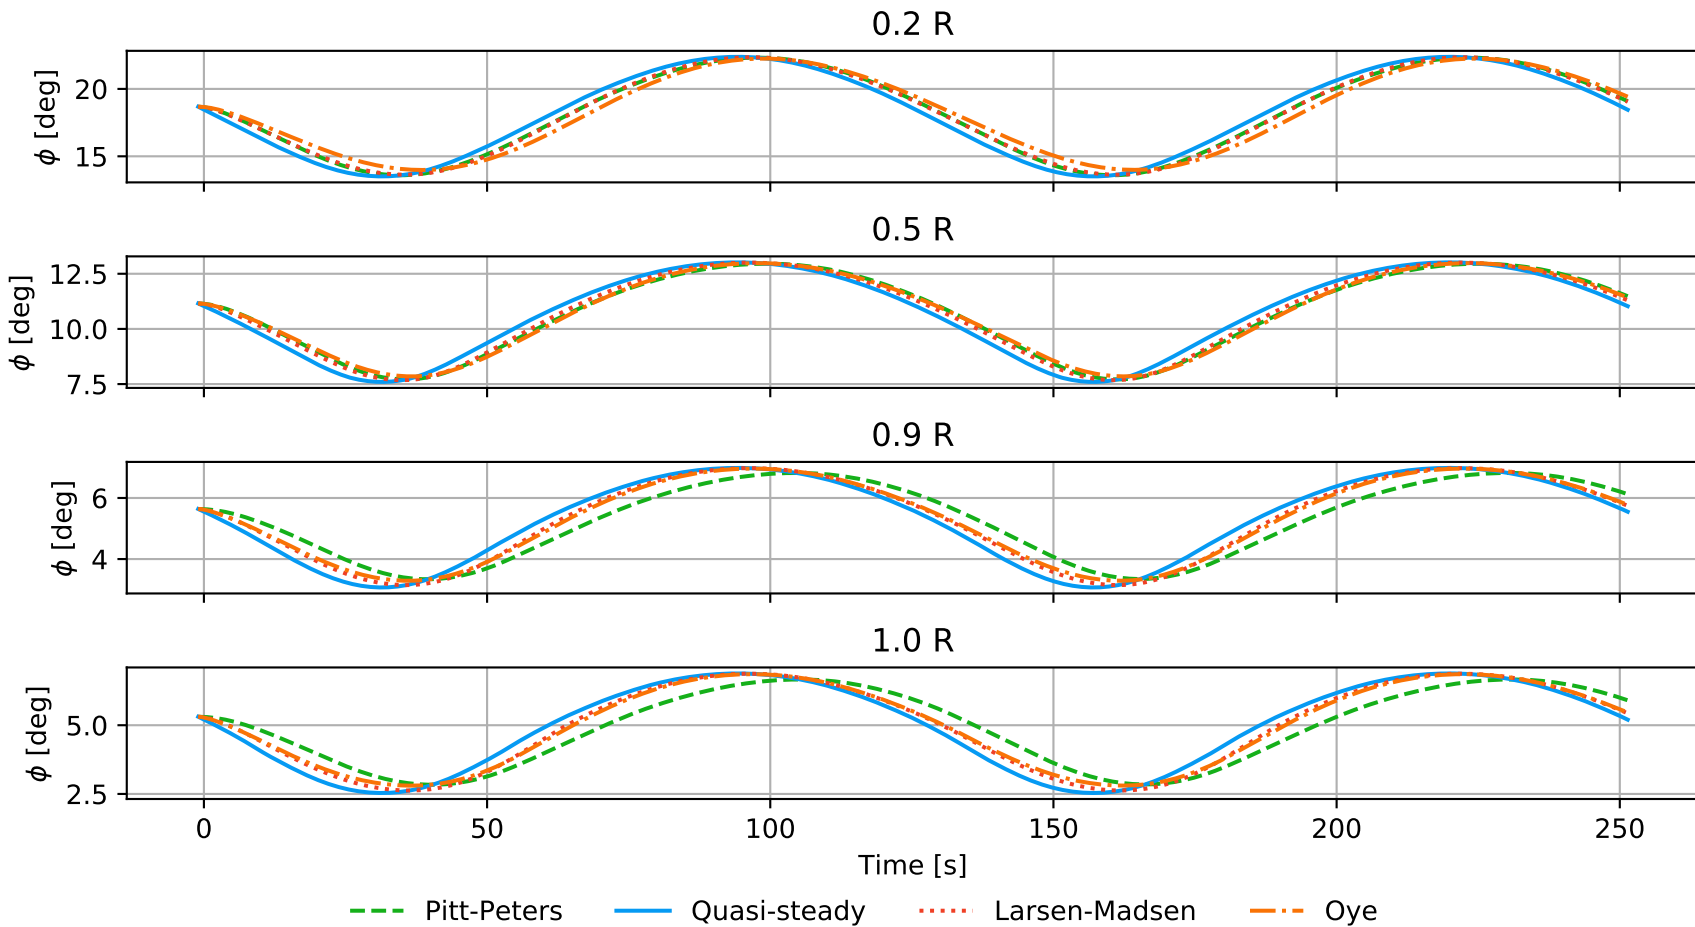 0.2 R
20
15
ϕ [deg]
0.5 R
12.5
10.0
7.5
ϕ [deg]
0.9 R
6
4
ϕ [deg]
1.0 R
5.0
2.5
ϕ [deg]
0 50 100 150 200 250
Time [s]
Pitt-Peters Quasi-steady Larsen-Madsen Oye